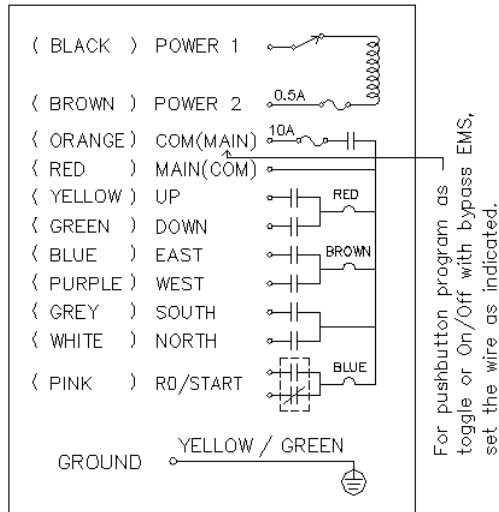 ( BLACK ) POWER 1
( BROWN ) POWER 2 0.5A
( ORANGE ) COM(MAIN) 10A
( RED ) MAIN(COM)
( YELLOW ) UP RED
( GREEN ) DOWN
( BLUE ) EAST BROWN
( PURPLE ) WEST
( GREY ) SOUTH
( WHITE ) NORTH
( PINK ) RD/START BLUE
GROUND YELLOW / GREEN
For pushbutton program as
toggle or On/Off with bypass EMS,
set the wire as indicated.